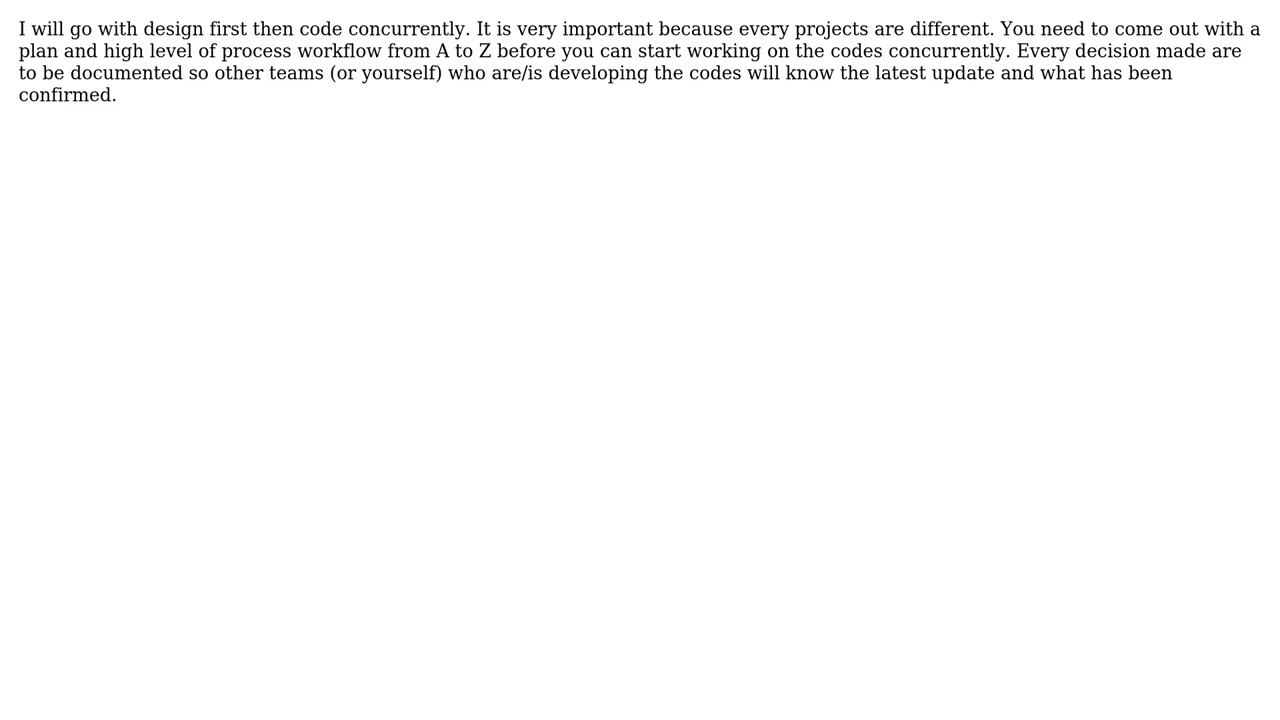 I will go with design first then code concurrently. It is very important because every projects are different. You need to come out with a
plan and high level of process workflow from A to Z before you can start working on the codes concurrently. Every decision made are
to be documented so other teams (or yourself) who are/is developing the codes will know the latest update and what has been
confirmed.